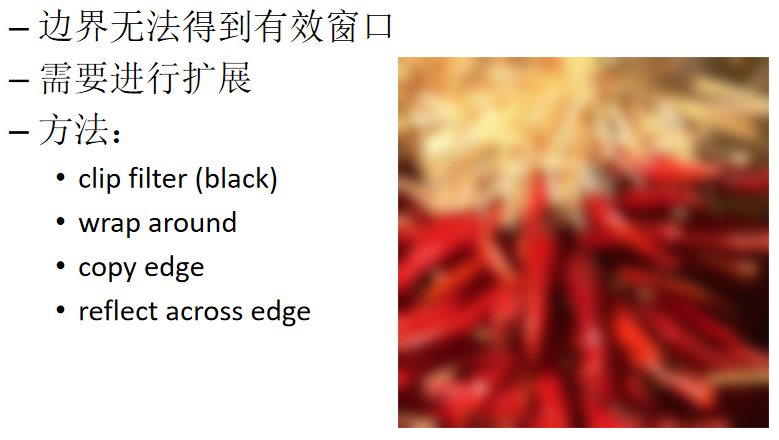 – 边界无法得到有效窗口
– 需要进行扩展
– 方法：
• clip filter (black)
• wrap around
• copy edge
• reflect across edge